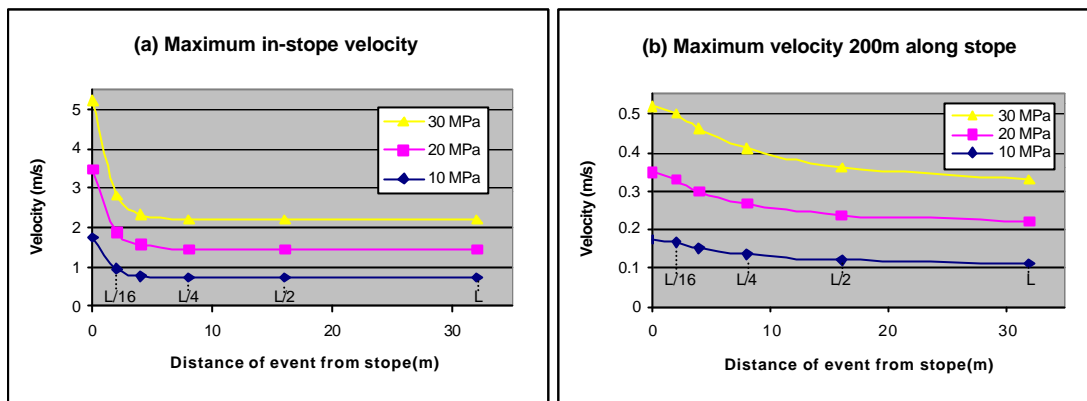 (a) Maximum in-stope velocity
Velocity (m/s)
5
4
3
2
1
0
30 MPa
20 MPa
10 MPa
L/16
L/4
L/2
L
0
10
20
30
Distance of event from stope(m)
(b) Maximum velocity 200m along stope
Velocity (m/s)
0.5
0.4
0.3
0.2
0.1
0
30 MPa
20 MPa
10 MPa
L/16
L/4
L/2
L
0
10
20
30
Distance of event from stope(m)